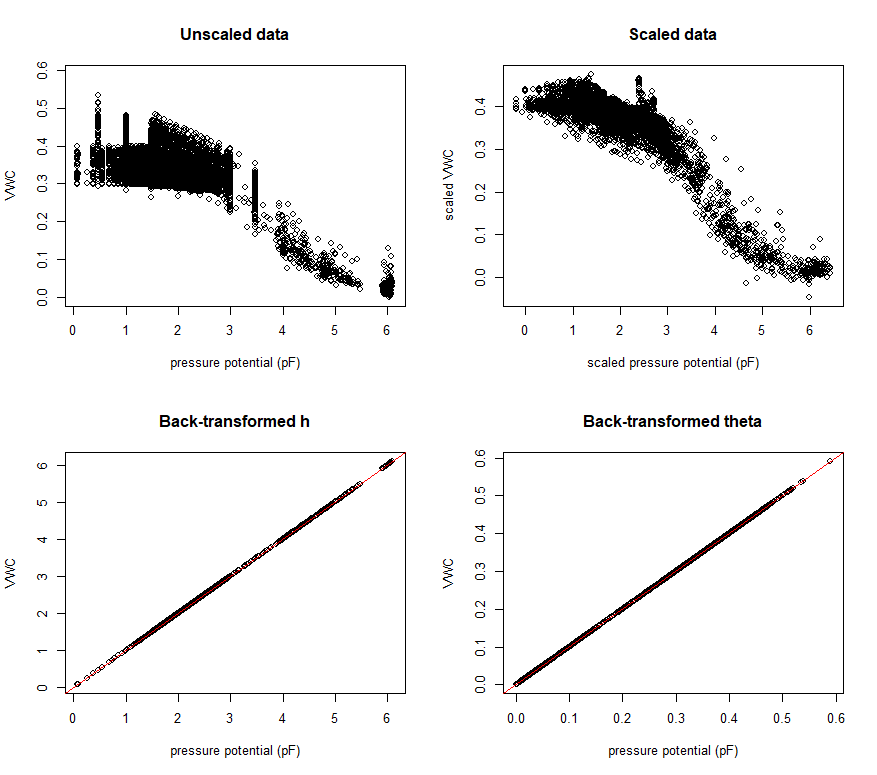 Unscaled data
VWC
0.0 0.1 0.2 0.3 0.4 0.5 0.6
0 1 2 3 4 5 6
pressure potential (pF)
Scaled data
scaled VWC
0.0 0.1 0.2 0.3 0.4
0 1 2 3 4 5 6
scaled pressure potential (pF)
Back-transformed h
VWC
0 1 2 3 4 5 6
0 1 2 3 4 5 6
pressure potential (pF)
Back-transformed theta
VWC
0.0 0.1 0.2 0.3 0.4 0.5 0.6
0.0 0.1 0.2 0.3 0.4 0.5 0.6
pressure potential (pF)